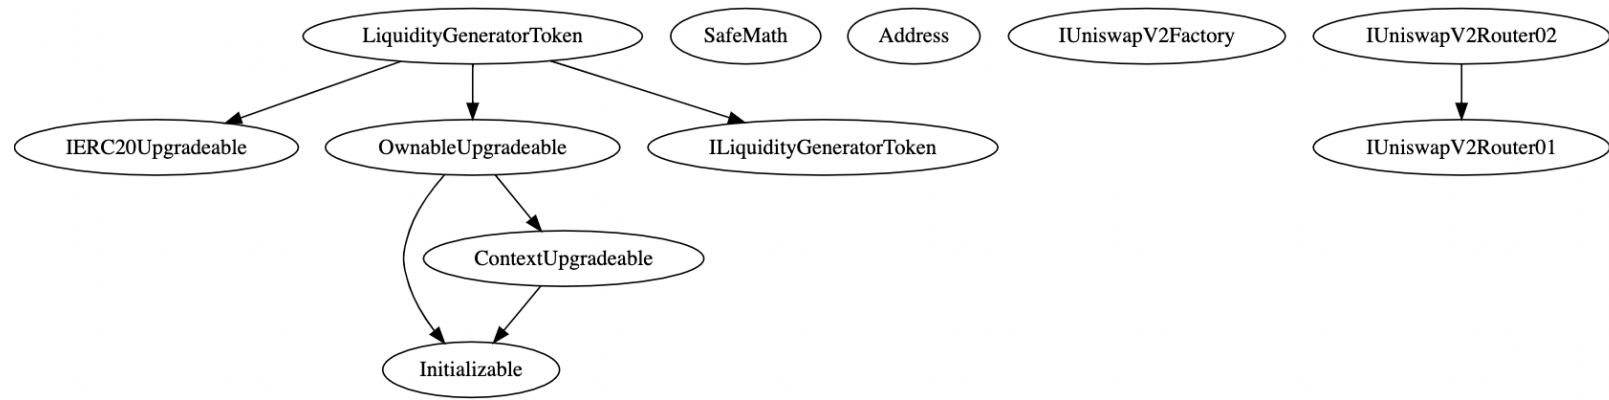 LiquidityGeneratorToken
SafeMath
Address
IUniswapV2Factory
IUniswapV2Router02
IERC20Upgradeable
OwnableUpgradeable
ILiquidityGeneratorToken
IUniswapV2Router01
ContextUpgradeable
Initializable